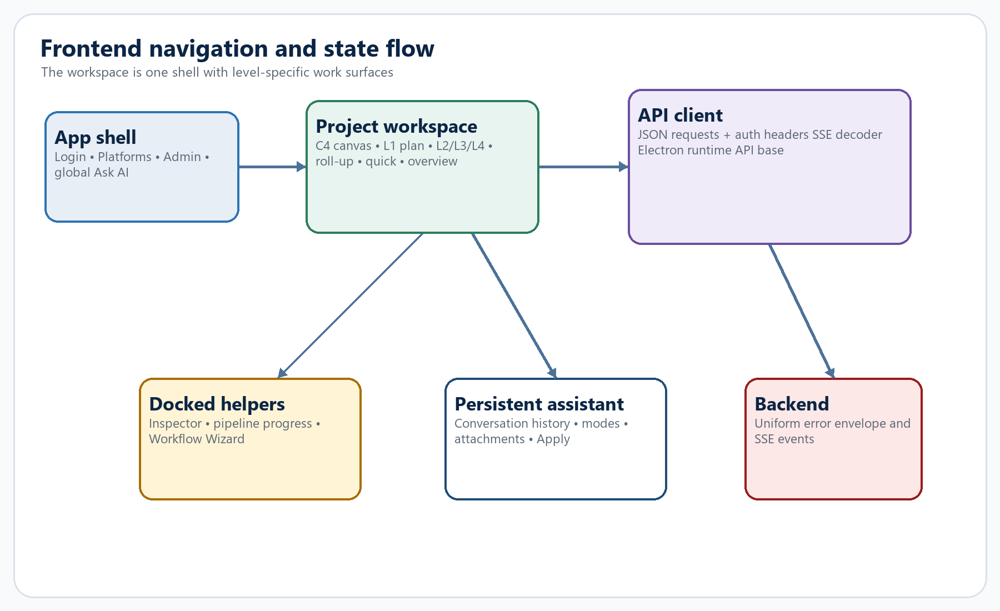 Frontend navigation and state flow
The workspace is one shell with level-specific work surfaces
App shell
Login • Platforms • Admin •
global Ask AI
Project workspace
C4 canvas • L1 plan • L2/L3/L4 •
roll-up • quick • overview
API client
JSON requests + auth headers SSE decoder
Electron runtime API base
Docked helpers
Inspector • pipeline progress •
Workflow Wizard
Persistent assistant
Conversation history • modes •
attachments • Apply
Backend
Uniform error envelope and
SSE events